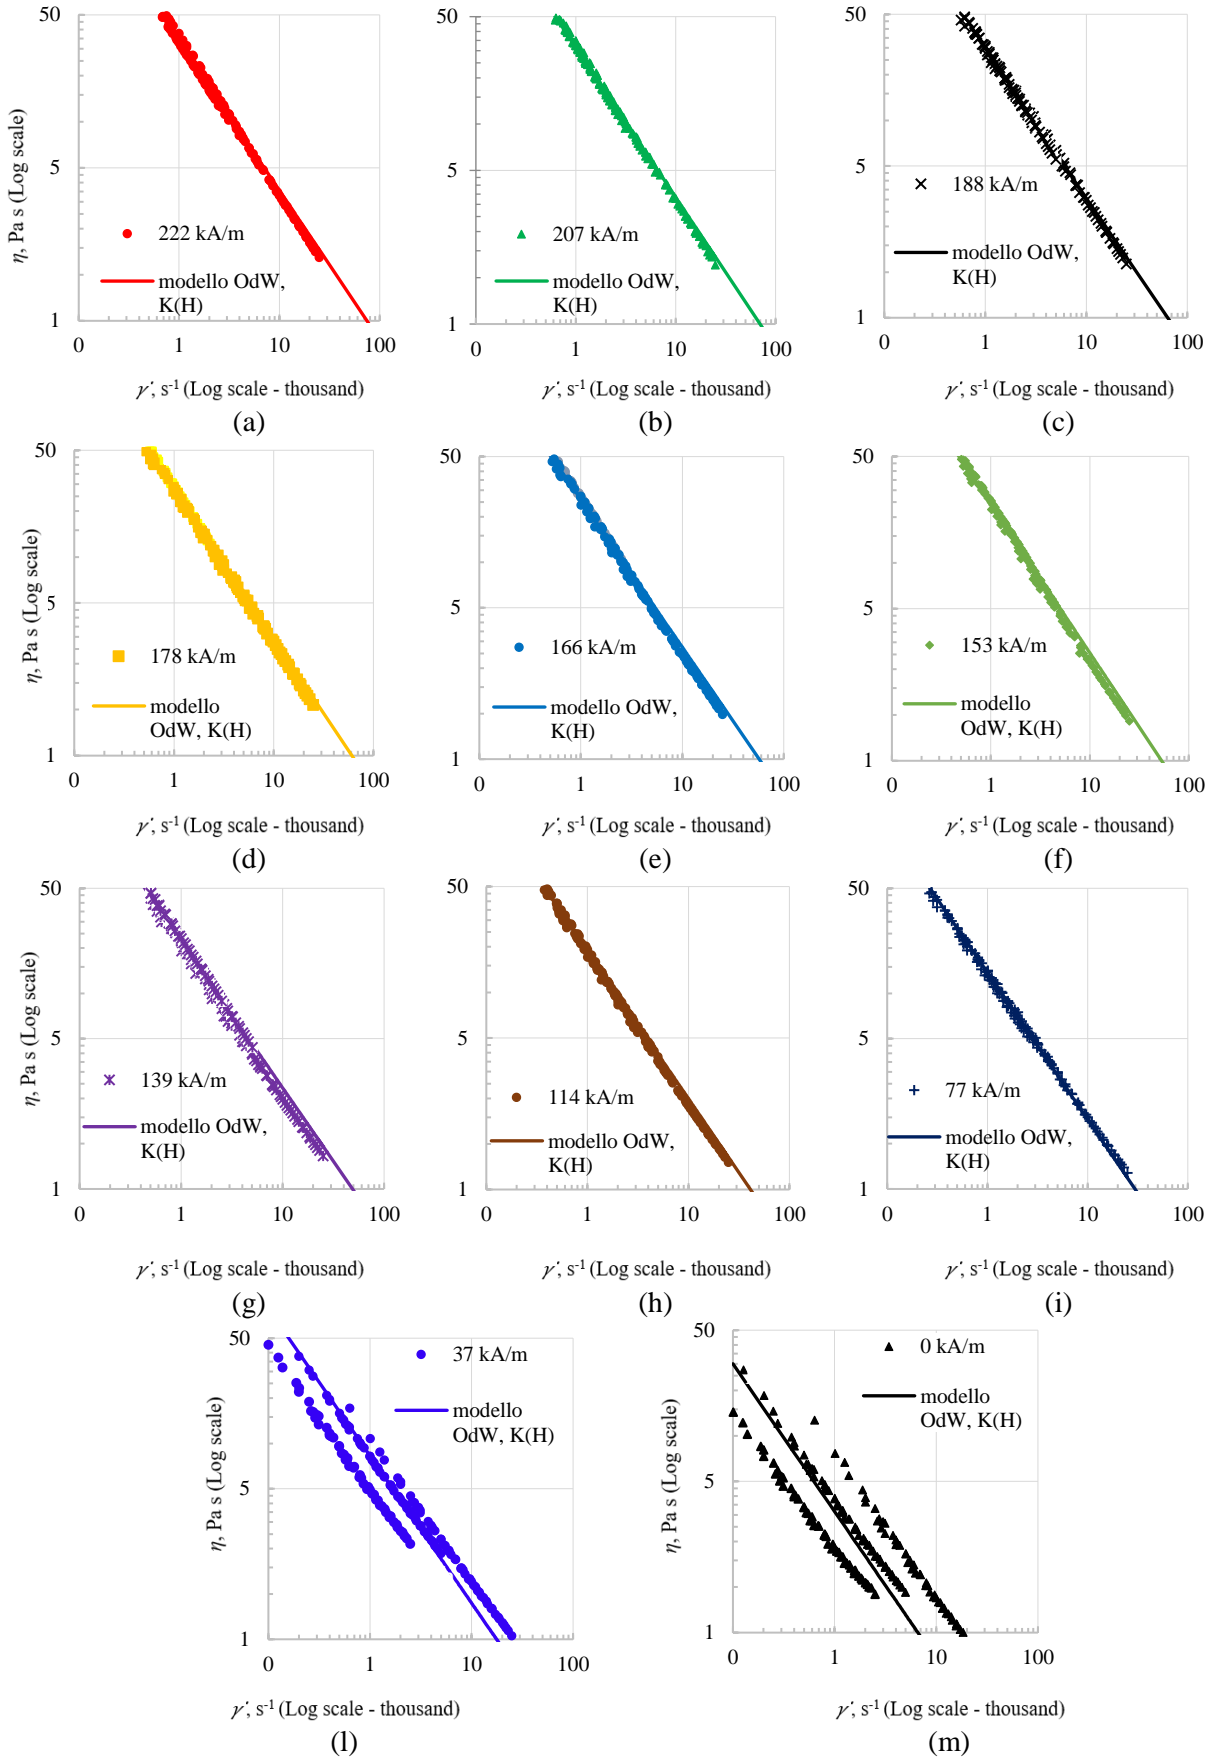 50
5
1
η, Pa s (Log scale)
222 kA/m
modello OdW,
K(H)
0
1
10
100
γ̇, s-1 (Log scale - thousand)
(a)
50
5
1
207 kA/m
modello OdW,
K(H)
0
1
10
100
γ̇, s-1 (Log scale - thousand)
(b)
50
5
1
188 kA/m
modello OdW,
K(H)
0
1
10
100
γ̇, s-1 (Log scale - thousand)
(c)
50
5
1
η, Pa s (Log scale)
178 kA/m
modello
OdW, K(H)
0
1
10
100
γ̇, s-1 (Log scale - thousand)
(d)
50
5
1
166 kA/m
modello OdW,
K(H)
0
1
10
100
γ̇, s-1 (Log scale - thousand)
(e)
50
5
1
153 kA/m
modello
OdW, K(H)
0
1
10
100
γ̇, s-1 (Log scale - thousand)
(f)
50
5
1
η, Pa s (Log scale)
139 kA/m
modello OdW,
K(H)
0
1
10
100
γ̇, s-1 (Log scale - thousand)
(g)
50
5
1
114 kA/m
modello OdW,
K(H)
0
1
10
100
γ̇, s-1 (Log scale - thousand)
(h)
50
5
1
77 kA/m
modello OdW,
K(H)
0
1
10
100
γ̇, s-1 (Log scale - thousand)
(i)
50
5
1
η, Pa s (Log scale)
37 kA/m
modello
OdW, K(H)
0
1
10
100
γ̇, s-1 (Log scale - thousand)
(l)
50
5
1
η, Pa s (Log scale)
0 kA/m
modello
OdW, K(H)
0
1
10
100
γ̇, s-1 (Log scale - thousand)
(m)